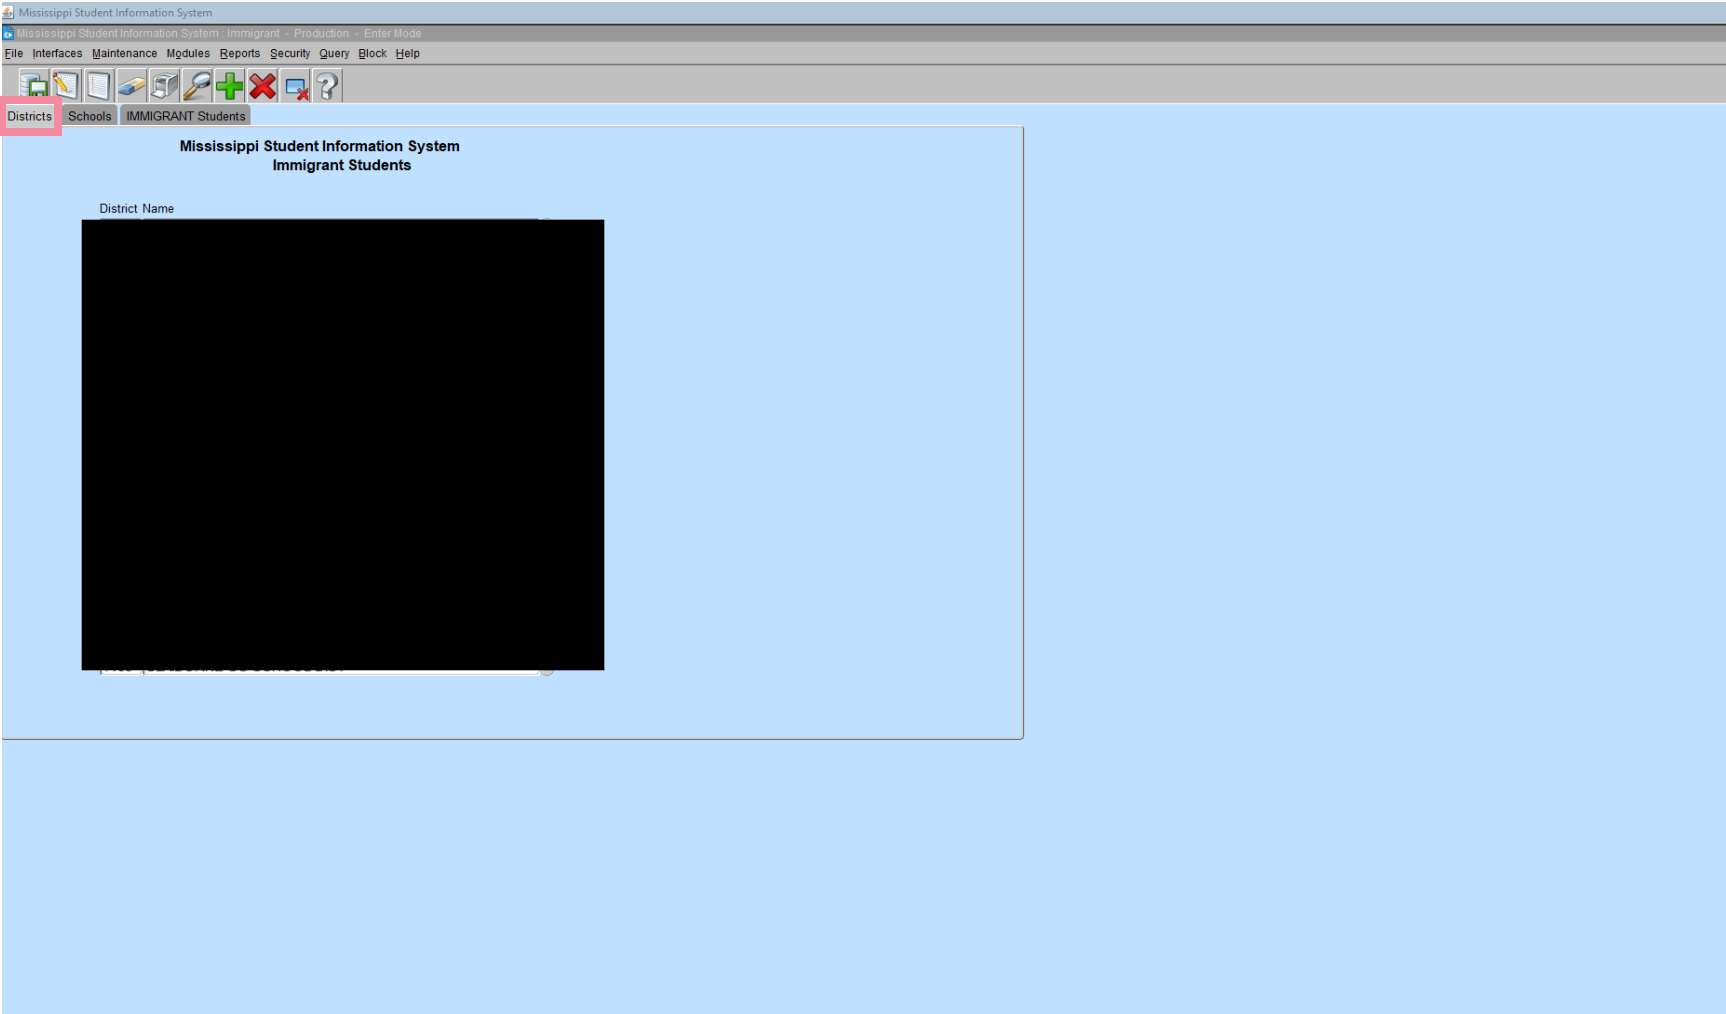 Mississippi Student Information System
Mississippi Student Information System : Immigrant - Production - Enter Mode
File Interfaces Maintenance Modules Reports Security Query Block Help
Districts Schools IMMIGRANT Students
Mississippi Student Information System
Immigrant Students
District Name